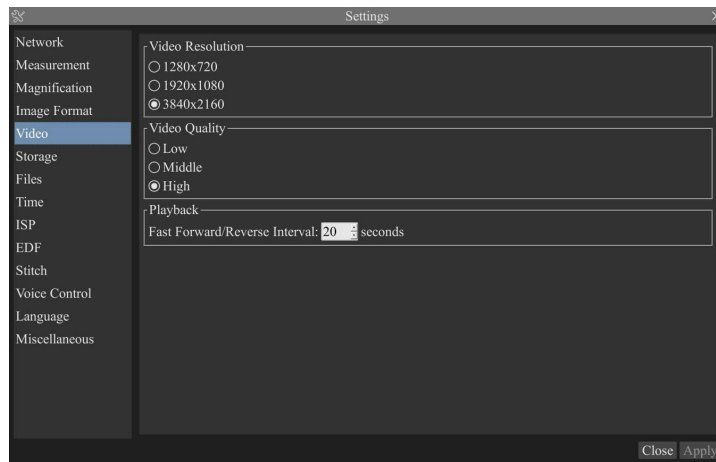 Settings
Network
Measurement
Magnification
Image Format
Video
Storage
Files
Time
ISP
EDF
Stitch
Voice Control
Language
Miscellaneous
Video Resolution
1280x720
1920x1080
3840x2160
Video Quality
Low
Middle
High
Playback
Fast Forward/Reverse Interval: 20 seconds
Close Apply